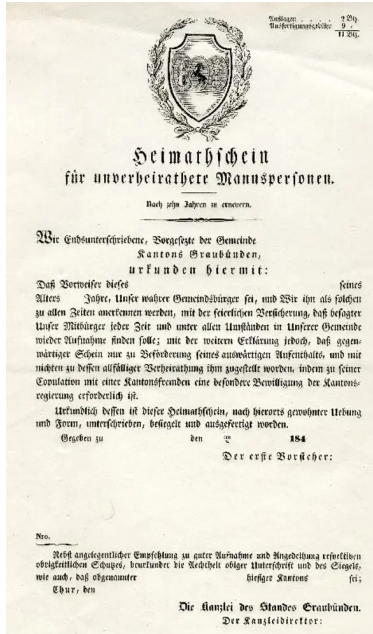 Auslagen . . . . 2 Btz.
Ausfertigungsgebühr 9 "
11 Btz.
Heimathschein
für unverheirathete Mannspersonen.
Nach zehn Jahren zu erneuern.
Wir Endsunterschriebene, Vorgesezte der Gemeinde
Kantons Graubünden,
urkunden hiermit:
Daß Vorweiser dieses seines
Alters Jahre, Unser wahrer Gemeindsbürger sei, und Wir ihn als solchen
zu allen Zeiten anerkennen werden, mit der feierlichen Versicherung, daß besagter
Unser Mitbürger jeder Zeit und unter allen Umständen in Unserer Gemeinde
wieder Aufnahme finden solle; mit der weitern Erklärung jedoch, daß gegen-
wärtiger Schein nur zu Beförderung seines auswärtigen Aufenthalts, und mit
nichten zu dessen allfälliger Verheirathung ihm zugestellt worden, indem zu seiner
Copulation mit einer Kantonsfremden eine besondere Bewilligung der Kantons-
regierung erforderlich ist.
Urkundlich dessen ist dieser Heimathschein, nach hierorts gewohnter Uebung
und Form, unterschrieben, besiegelt und ausgefertigt worden.
Gegeben zu den ten 184
Der erste Vorsteher:
Nro.
Nebst angelegentlicher Empfehlung zu guter Aufnahme und Angedeihung respektiven
obrigkeitlichen Schutzes, beurkundet die Aechtheit obiger Unterschrift und des Siegels,
wie auch, daß obgenannter hiesiger Kantons sei;
Chur, den
Die Kanzlei des Standes Graubünden.
Der Kanzleidirektor: